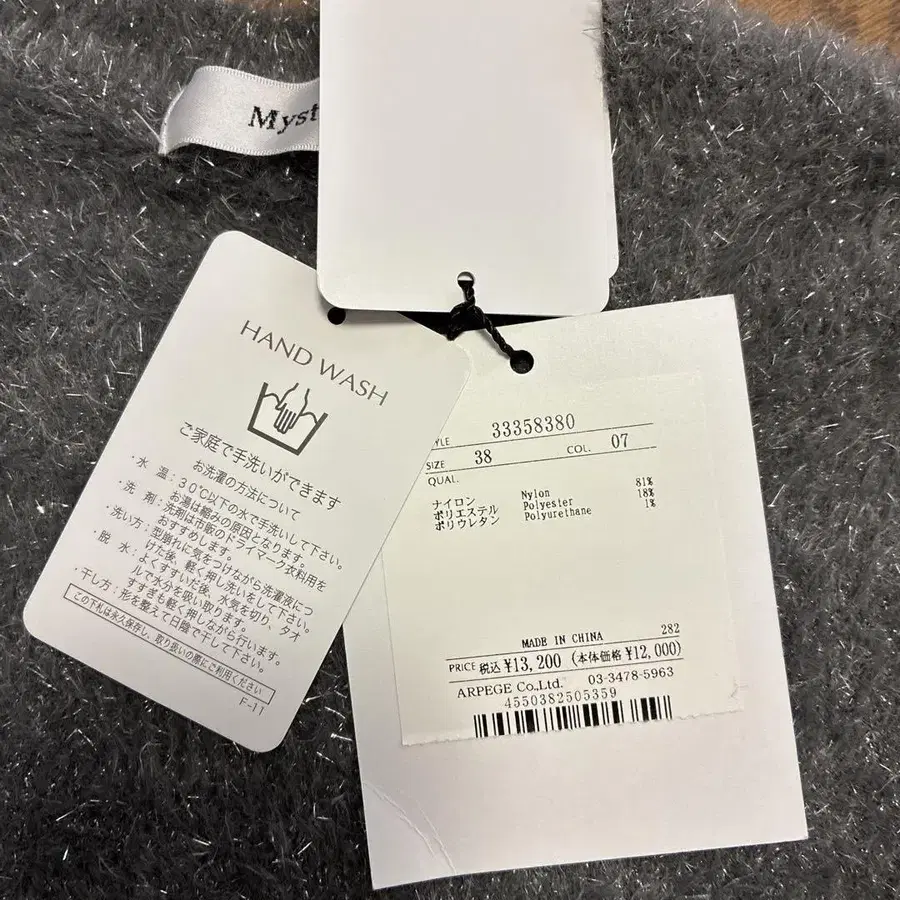 Myst
HAND WASH
ご家庭で手洗いができます
お洗濯の方法について
・水 温：30℃以下の水で手洗いして下さい。
お湯は縮みの原因となります。
・洗 剤：洗剤は市販のドライマーク衣料用を
おすすめします。
・洗い方：型崩れに気をつけながら洗濯液につ
けた後、軽く押し洗いをして下さい。
・脱 水：よくすすいだ後、水気を切り、タオ
ルで水分を吸い取ります。
すすぎも軽く押しながら行います。
・干し方：形を整えて日陰で干して下さい。
この下札は永久保存し、取り扱いの際にご利用ください
F-11
TYLE 33358380
SIZE 38 COL. 07
QUAL.
ナイロン Nylon 81%
ポリエステル Polyester 18%
ポリウレタン Polyurethane 1%
MADE IN CHINA 282
PRICE 税込 ¥13,200 (本体価格 ¥12,000)
ARPEGE Co.,Ltd. 03-3478-5963
4550382505359